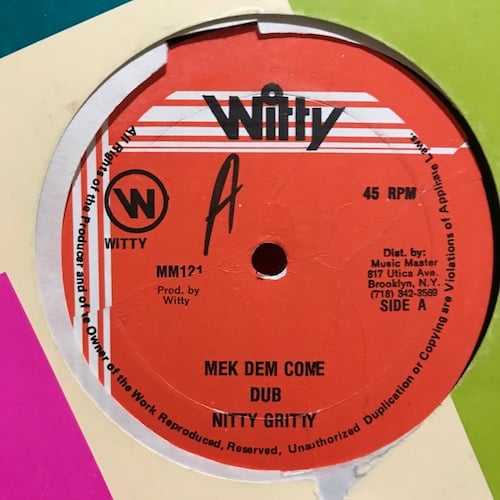 Witty
A
W
WITTY
45 RPM
MM121
Prod. by
Witty
Dist. by:
Music Master
817 Utica Ave.
Brooklyn, N.Y.
(718) 342-3569
SIDE A
MEK DEM COME
DUB
NITTY GRITTY
All Rights of the Producer and of the Owner of the Work Reproduced, Reserved, Unauthorized Duplication or Copying are Violations of Applicate Laws.